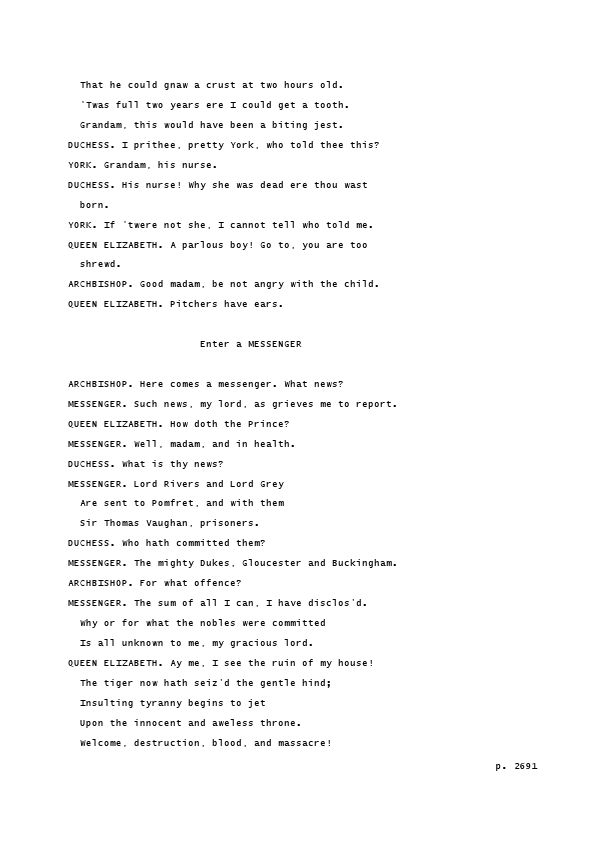 That he could gnaw a crust at two hours old.
'Twas full two years ere I could get a tooth.
Grandam, this would have been a biting jest.
DUCHESS. I prithee, pretty York, who told thee this?
YORK. Grandam, his nurse.
DUCHESS. His nurse! Why she was dead ere thou wast
born.
YORK. If 'twere not she, I cannot tell who told me.
QUEEN ELIZABETH. A parlous boy! Go to, you are too
shrewd.
ARCHBISHOP. Good madam, be not angry with the child.
QUEEN ELIZABETH. Pitchers have ears.
Enter a MESSENGER
ARCHBISHOP. Here comes a messenger. What news?
MESSENGER. Such news, my lord, as grieves me to report.
QUEEN ELIZABETH. How doth the Prince?
MESSENGER. Well, madam, and in health.
DUCHESS. What is thy news?
MESSENGER. Lord Rivers and Lord Grey
Are sent to Pomfret, and with them
Sir Thomas Vaughan, prisoners.
DUCHESS. Who hath committed them?
MESSENGER. The mighty Dukes, Gloucester and Buckingham.
ARCHBISHOP. For what offence?
MESSENGER. The sum of all I can, I have disclos'd.
Why or for what the nobles were committed
Is all unknown to me, my gracious lord.
QUEEN ELIZABETH. Ay me, I see the ruin of my house!
The tiger now hath seiz'd the gentle hind;
Insulting tyranny begins to jet
Upon the innocent and aweless throne.
Welcome, destruction, blood, and massacre!
p. 2691